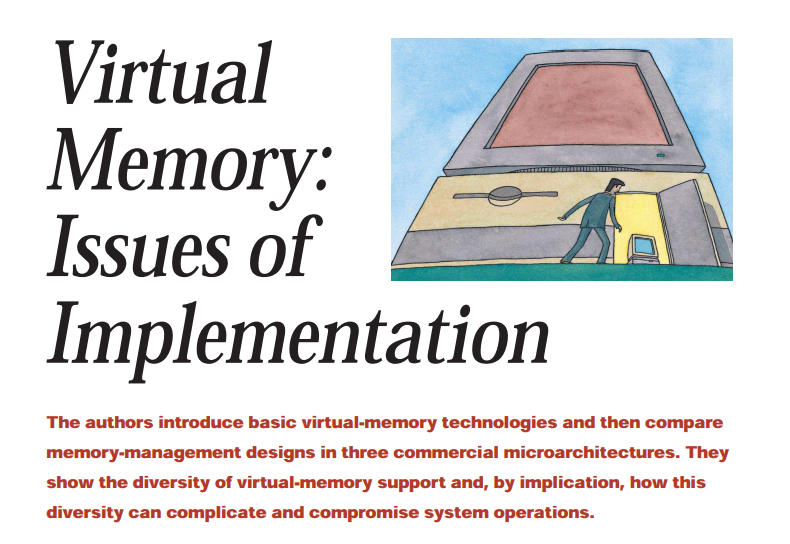 Virtual
Memory:
Issues of
Implementation
The authors introduce basic virtual-memory technologies and then compare
memory-management designs in three commercial microarchitectures. They
show the diversity of virtual-memory support and, by implication, how this
diversity can complicate and compromise system operations.